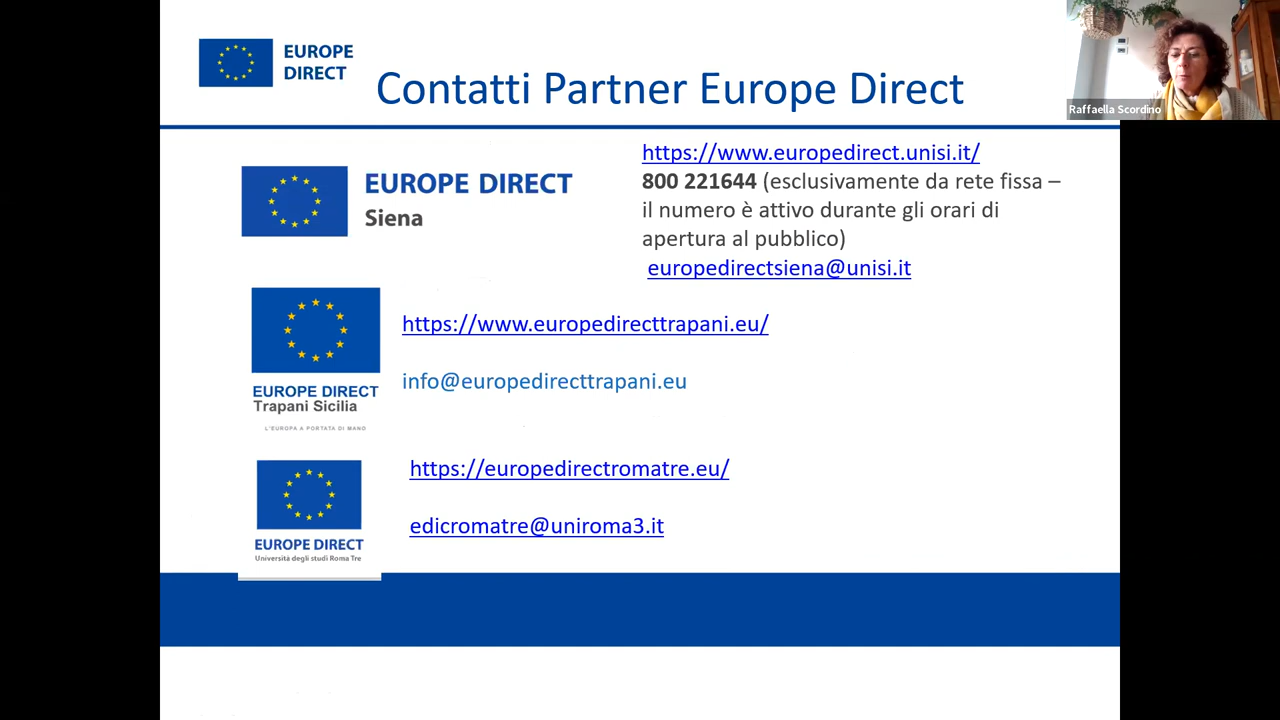 EUROPE
DIRECT
Contatti Partner Europe Direct
Raffaella Scordino
EUROPE DIRECT
Siena
https://www.europedirect.unisi.it/
800 221644 (esclusivamente da rete fissa –
il numero è attivo durante gli orari di
apertura al pubblico)
europedirectsiena@unisi.it
EUROPE DIRECT
Trapani Sicilia
L'EUROPA A PORTATA DI MANO
https://www.europedirecttrapani.eu/
info@europedirecttrapani.eu
EUROPE DIRECT
Università degli studi Roma Tre
https://europedirectromatre.eu/
edicromatre@uniroma3.it